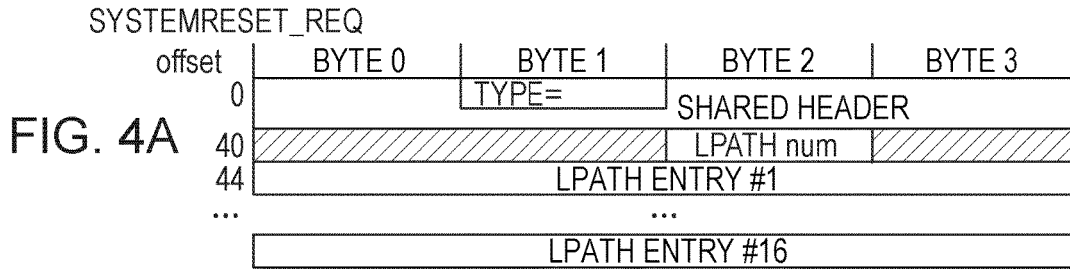 SYSTEMRESET_REQ
offset BYTE 0 BYTE 1 BYTE 2 BYTE 3
0 TYPE=
SHARED HEADER
FIG. 4A
40 LPATH num
44 LPATH ENTRY #1
... ...
LPATH ENTRY #16